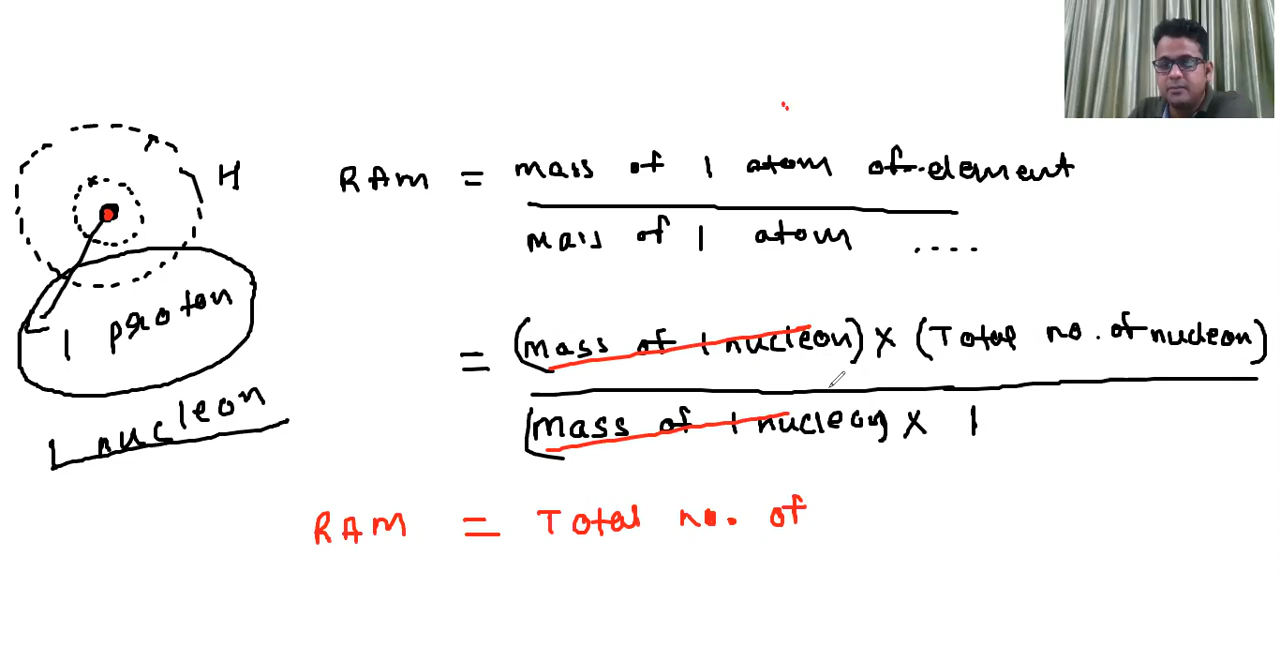 H
RAM = mass of 1 atom of element
mass of 1 atom ....
1 proton
= (mass of 1 nucleon) × (Total no. of nucleon)
(mass of 1 nucleon) × 1
1 nucleon
RAM = Total no. of